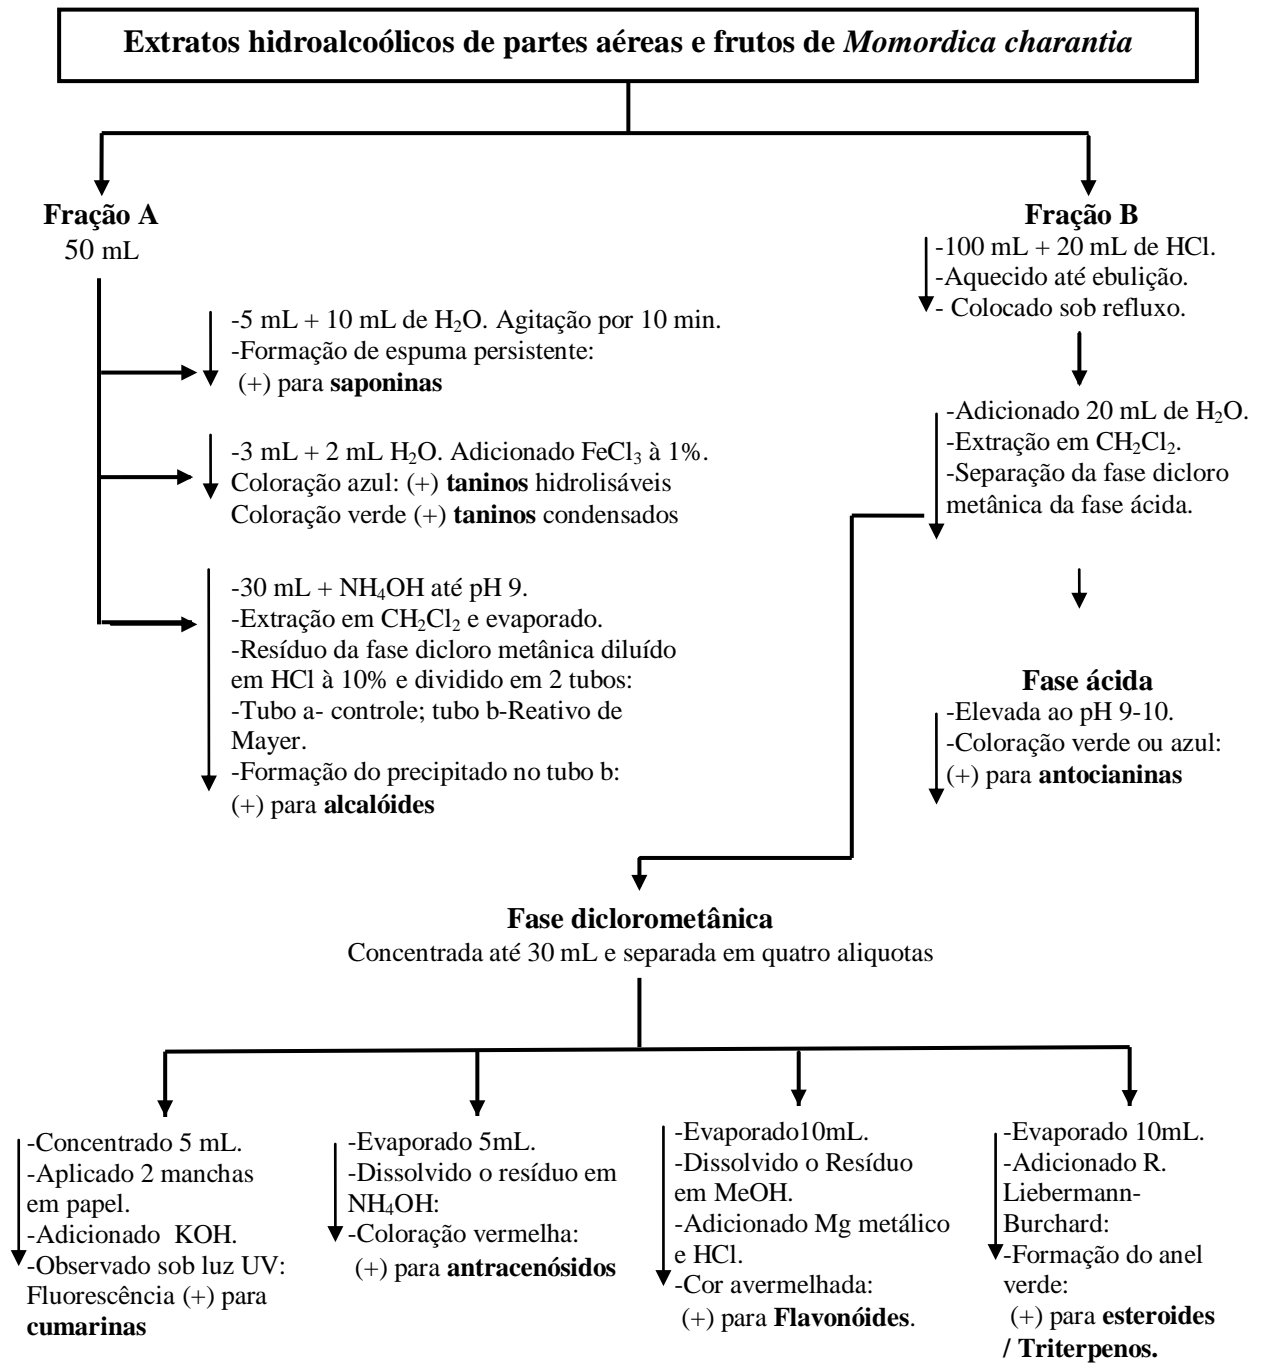 Extratos hidroalcoólicos de partes aéreas e frutos de Momordica charantia
Fração A
50 mL
-5 mL + 10 mL de H₂O. Agitação por 10 min.
-Formação de espuma persistente:
(+) para saponinas
-3 mL + 2 mL H₂O. Adicionado FeCl₃ à 1%.
Coloração azul: (+) taninos hidrolisáveis
Coloração verde (+) taninos condensados
-30 mL + NH₄OH até pH 9.
-Extração em CH₂Cl₂ e evaporado.
-Resíduo da fase dicloro metânica diluído
em HCl à 10% e dividido em 2 tubos:
-Tubo a- controle; tubo b-Reativo de
Mayer.
-Formação do precipitado no tubo b:
(+) para alcalóides
Fração B
-100 mL + 20 mL de HCl.
-Aquecido até ebulição.
- Colocado sob refluxo.
-Adicionado 20 mL de H₂O.
-Extração em CH₂Cl₂.
-Separação da fase dicloro
metânica da fase ácida.
Fase ácida
-Elevada ao pH 9-10.
-Coloração verde ou azul:
(+) para antocianinas
Fase diclorometânica
Concentrada até 30 mL e separada em quatro aliquotas
-Concentrado 5 mL.
-Aplicado 2 manchas
em papel.
-Adicionado KOH.
-Observado sob luz UV:
Fluorescência (+) para
cumarinas
-Evaporado 5mL.
-Dissolvido o resíduo em
NH₄OH:
-Coloração vermelha:
(+) para antracenósidos
-Evaporado10mL.
-Dissolvido o Resíduo
em MeOH.
-Adicionado Mg metálico
e HCl.
-Cor avermelhada:
(+) para Flavonóides.
-Evaporado 10mL.
-Adicionado R.
Liebermann-
Burchard:
-Formação do anel
verde:
(+) para esteroides
/ Triterpenos.